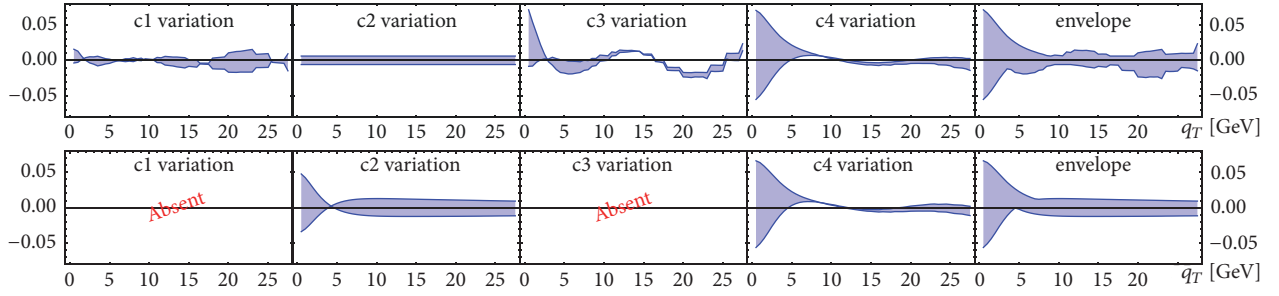 c1 variation c2 variation c3 variation c4 variation envelope
0.05 0.05
0.00 0.00
−0.05 −0.05
0 5 10 15 20 25 0 5 10 15 20 25 0 5 10 15 20 25 0 5 10 15 20 25 0 5 10 15 20 q_T [GeV]
c1 variation c2 variation c3 variation c4 variation envelope
0.05 0.05
Absent Absent
0.00 0.00
−0.05 −0.05
0 5 10 15 20 25 0 5 10 15 20 25 0 5 10 15 20 25 0 5 10 15 20 25 0 5 10 15 20 25 q_T [GeV]